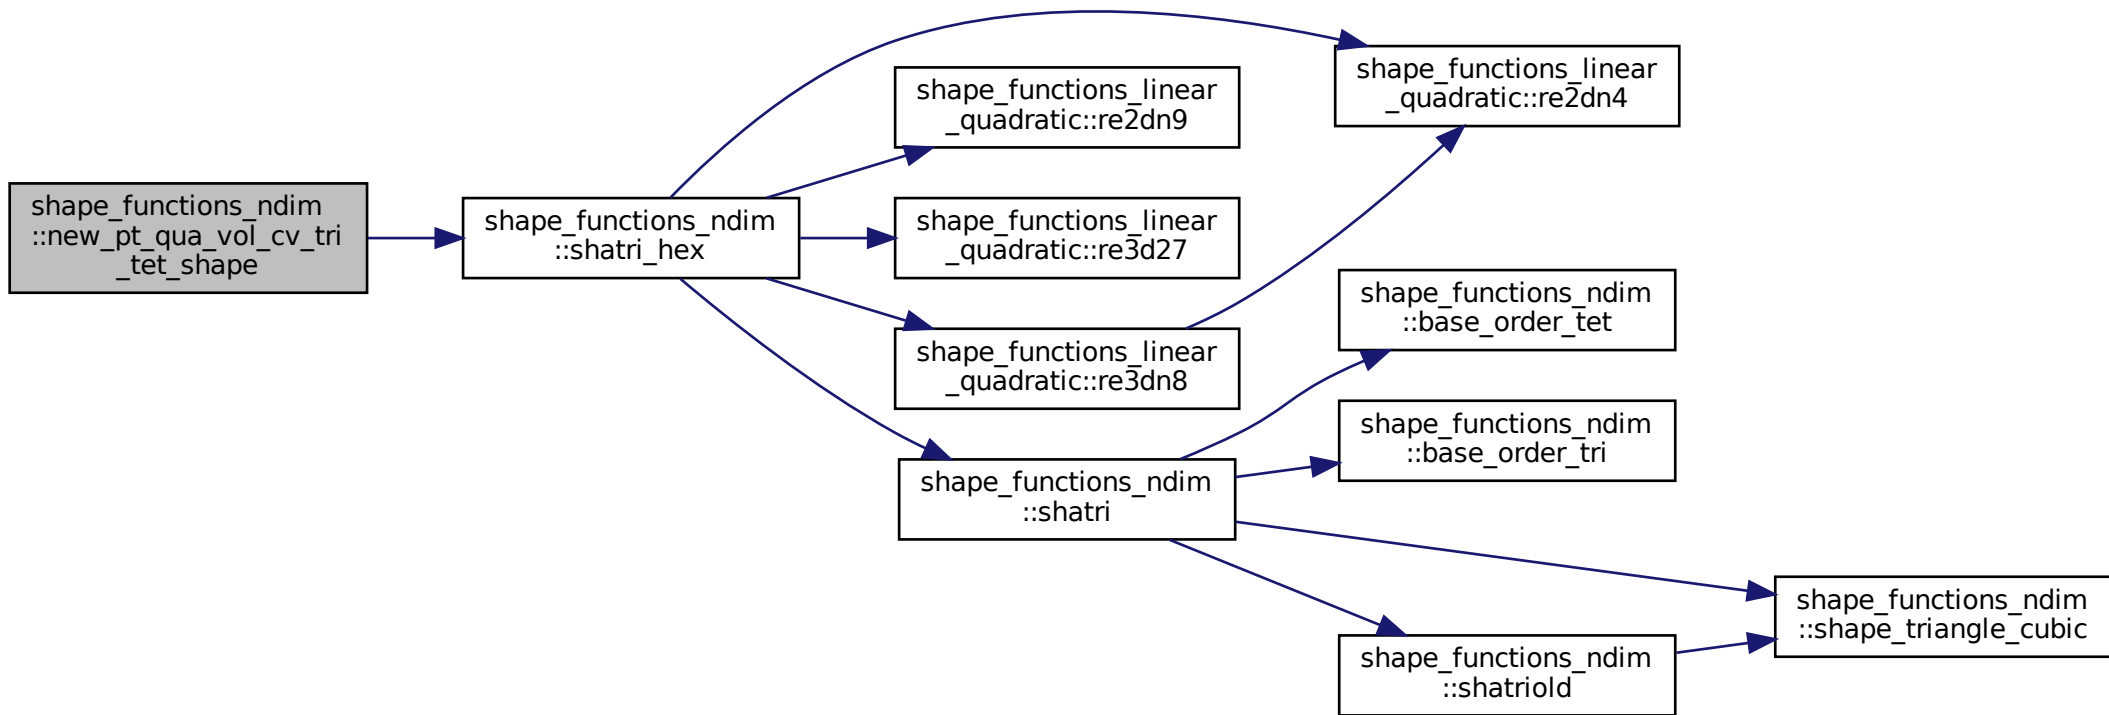 shape_functions_ndim
::new_pt_qua_vol_cv_tri
_tet_shape
shape_functions_ndim
::shatri_hex
shape_functions_linear
_quadratic::re2dn9
shape_functions_linear
_quadratic::re3d27
shape_functions_linear
_quadratic::re3dn8
shape_functions_ndim
::shatri
shape_functions_linear
_quadratic::re2dn4
shape_functions_ndim
::base_order_tet
shape_functions_ndim
::base_order_tri
shape_functions_ndim
::shatriold
shape_functions_ndim
::shape_triangle_cubic